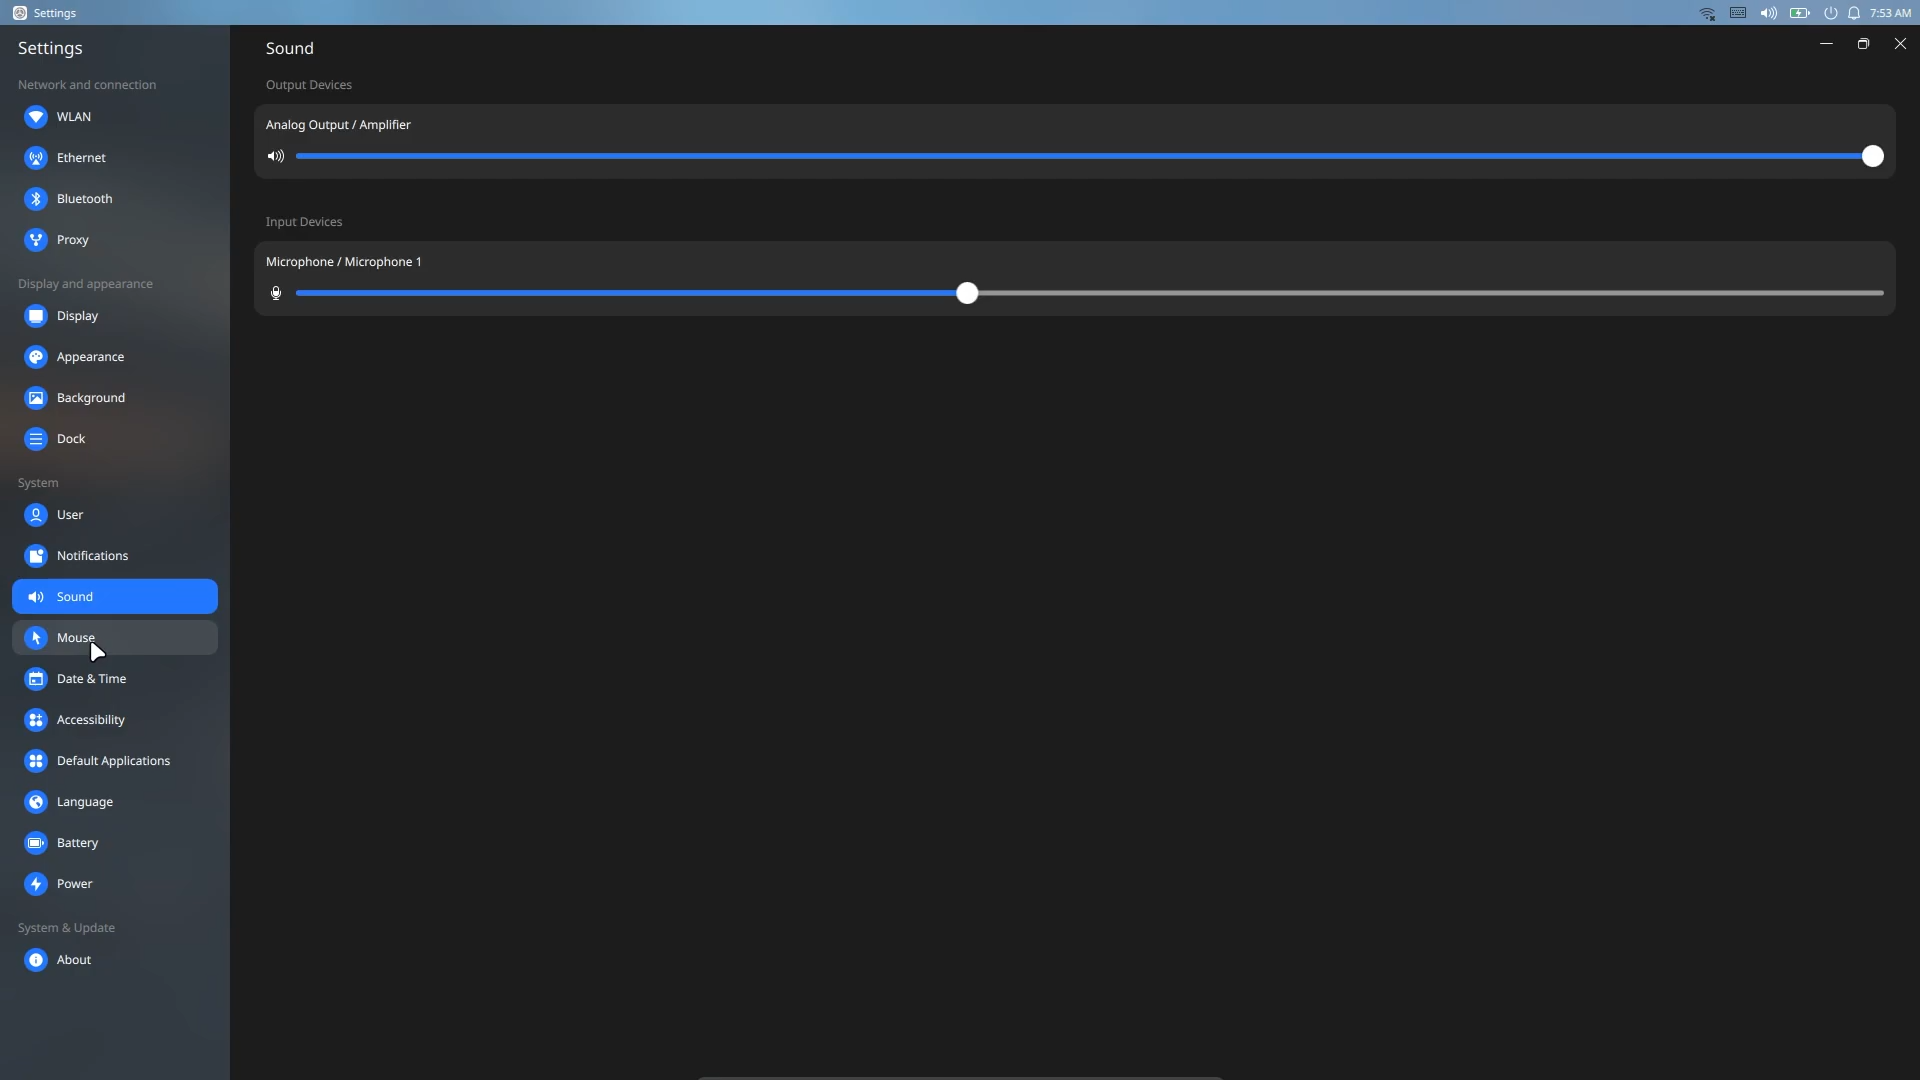 Settings
7:53 AM
Settings
Network and connection
WLAN
Ethernet
Bluetooth
Proxy
Display and appearance
Display
Appearance
Background
Dock
System
User
Notifications
Sound
Mouse
Date & Time
Accessibility
Default Applications
Language
Battery
Power
System & Update
About
Sound
Output Devices
Analog Output / Amplifier
Input Devices
Microphone / Microphone 1